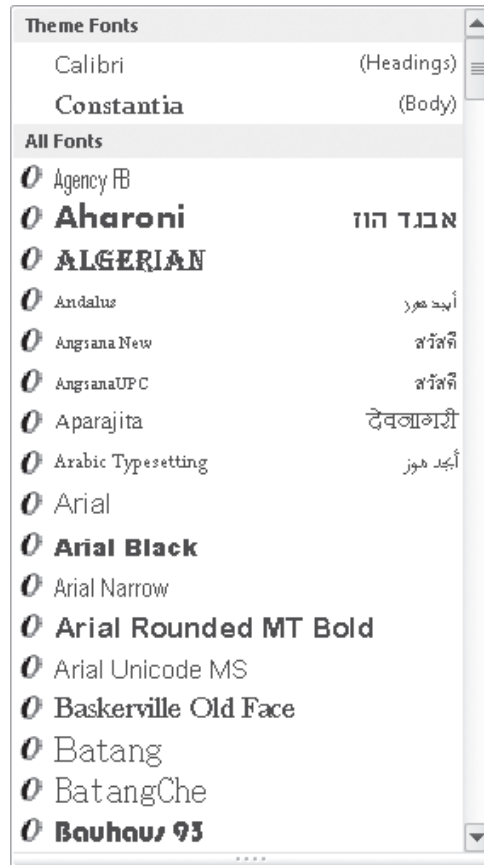 Theme Fonts
Calibri (Headings)
Constantia (Body)
All Fonts
Agency FB
Aharoni אבגד הוז
ALGERIAN
Andalus أبجد هوز
Angsana New สวัสดี
AngsanaUPC สวัสดี
Aparajita देवनागरी
Arabic Typesetting أبجد هوز
Arial
Arial Black
Arial Narrow
Arial Rounded MT Bold
Arial Unicode MS
Baskerville Old Face
Batang
BatangChe
Bauhaus 93